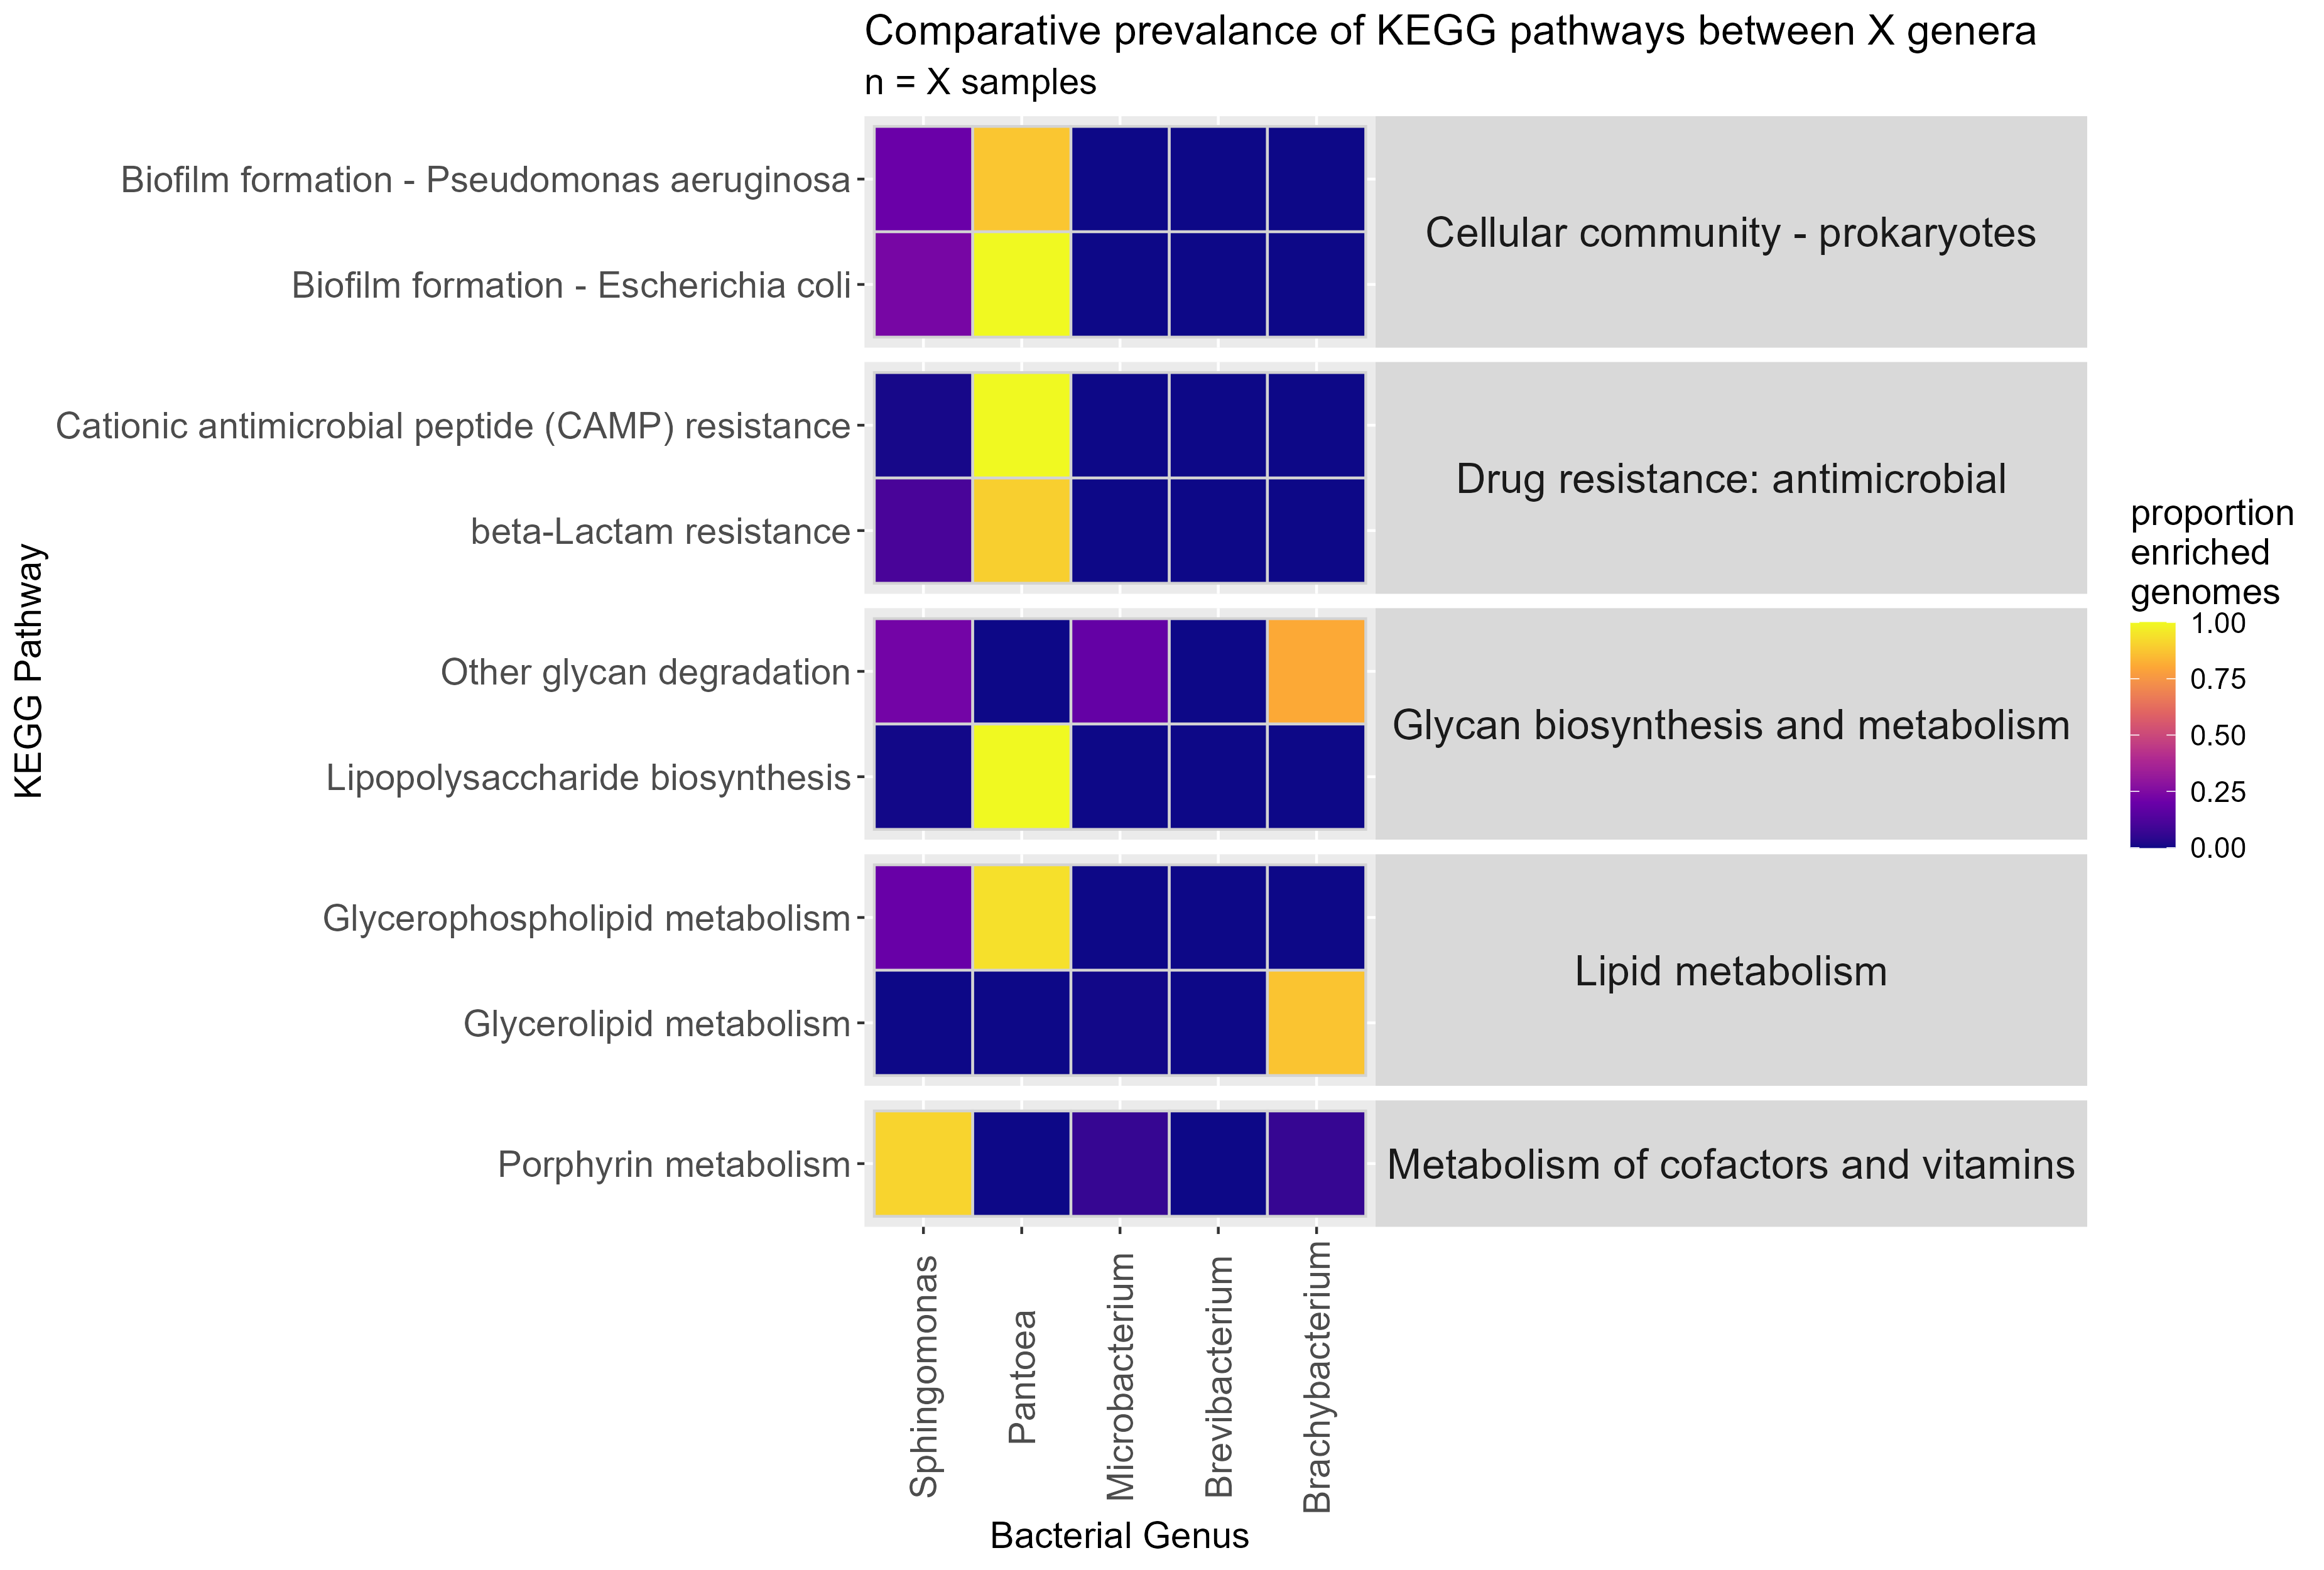 Comparative prevalance of KEGG pathways between X genera
n = X samples
KEGG Pathway
Biofilm formation - Pseudomonas aeruginosa
Biofilm formation - Escherichia coli
Cellular community - prokaryotes
Cationic antimicrobial peptide (CAMP) resistance
beta-Lactam resistance
Drug resistance: antimicrobial
Other glycan degradation
Lipopolysaccharide biosynthesis
Glycan biosynthesis and metabolism
Glycerophospholipid metabolism
Glycerolipid metabolism
Lipid metabolism
Porphyrin metabolism
Metabolism of cofactors and vitamins
Sphingomonas
Pantoea
Microbacterium
Brevibacterium
Brachybacterium
Bacterial Genus
proportion
enriched
genomes
1.00
0.75
0.50
0.25
0.00